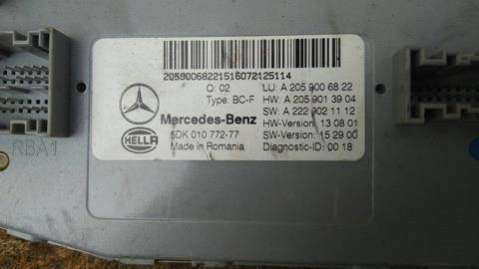 20590068221516072125114
Q: 02 LU: A 205 900 68 22
Type: BC-F HW: A 205 901 39 04
SW: A 222 902 11 12
Mercedes-Benz HW-Version: 13 08 01
HELLA 5DK 010 772-77 SW-Version: 15 29 00
Made in Romania Diagnostic-ID: 00 18
RBA1